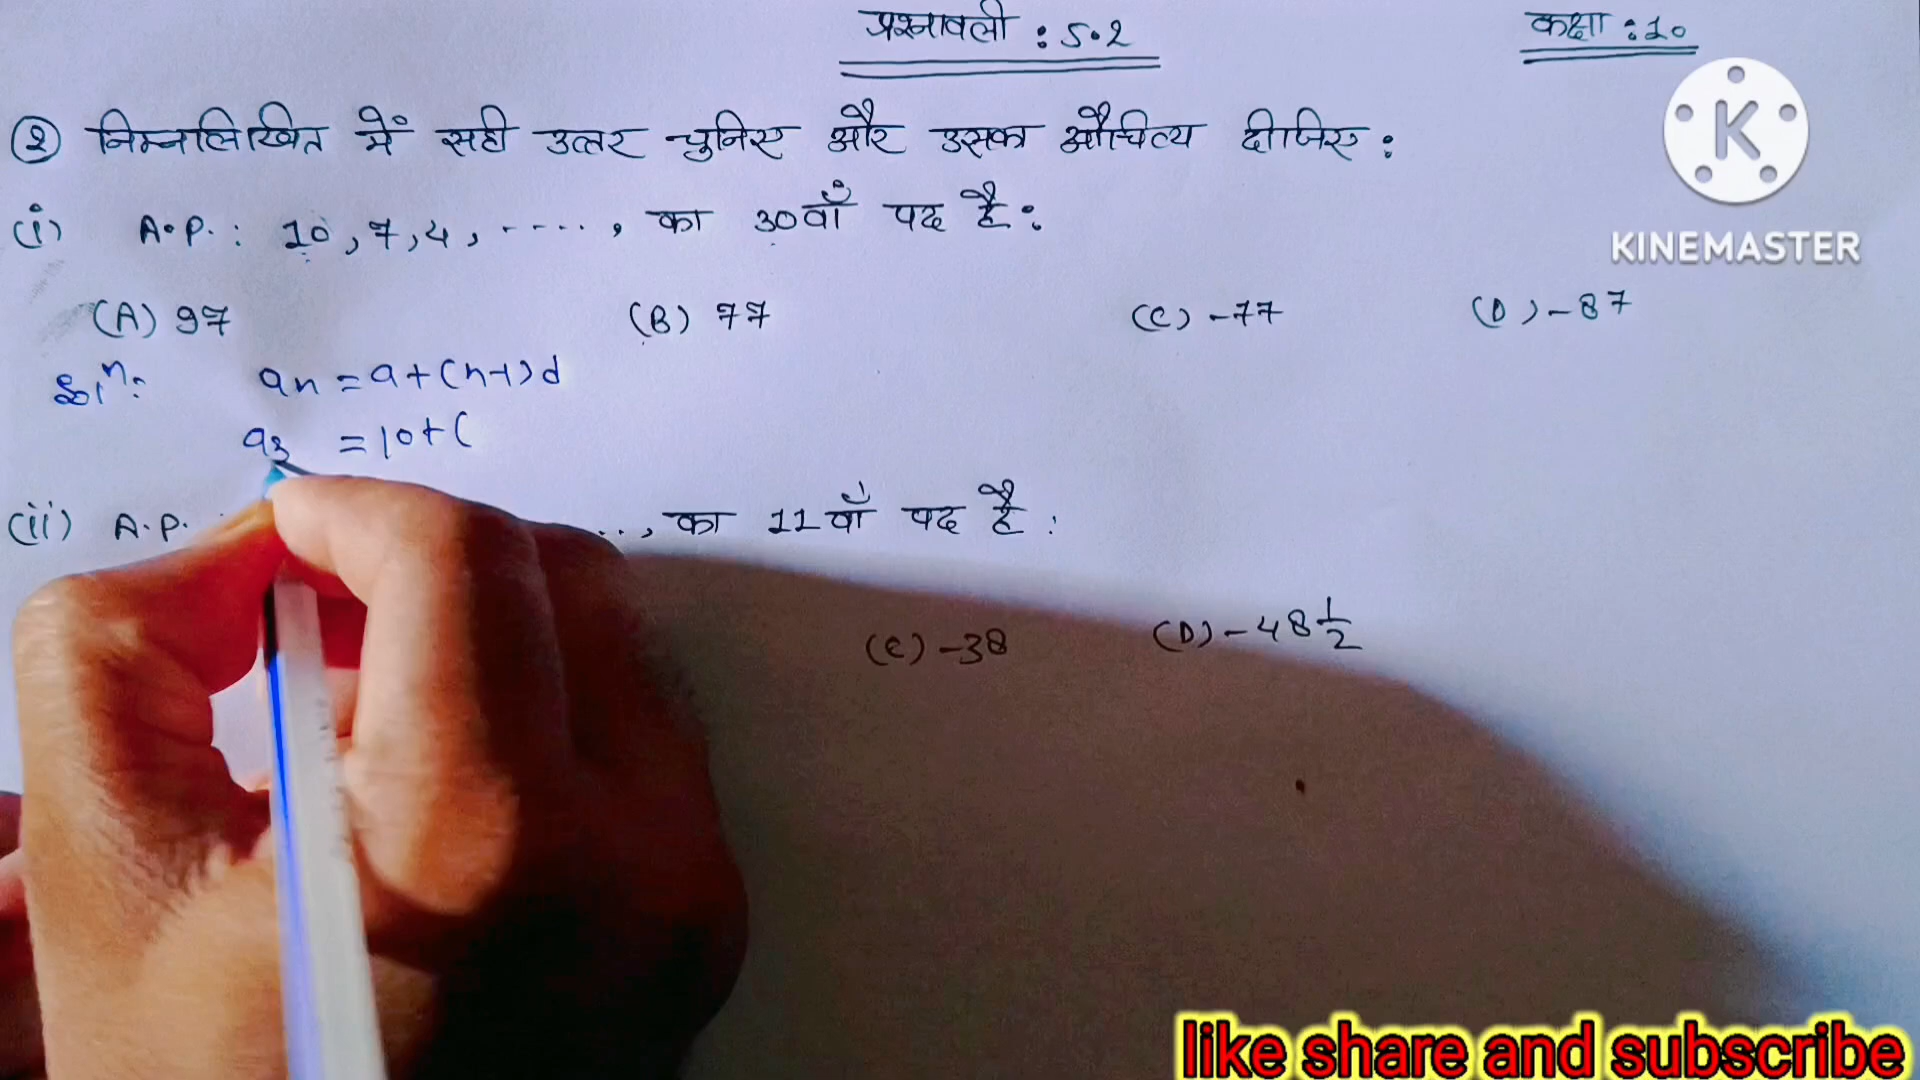 प्रश्नावली : 5.2
कक्षा : 10
② निम्नलिखित में सही उत्तर चुनिए और उसका औचित्य दीजिए :
(i) A.P. : 10, 7, 4, ....., का 30वाँ पद है :
(A) 97 (B) 77 (C) -77 (D) -87
Solⁿ: an = a + (n-1) d
a3 = 10 + (
(ii) A.P. .., का 11वाँ पद है :
(C) -38 (D) -48 1/2
KINEMASTER
like share and subscribe